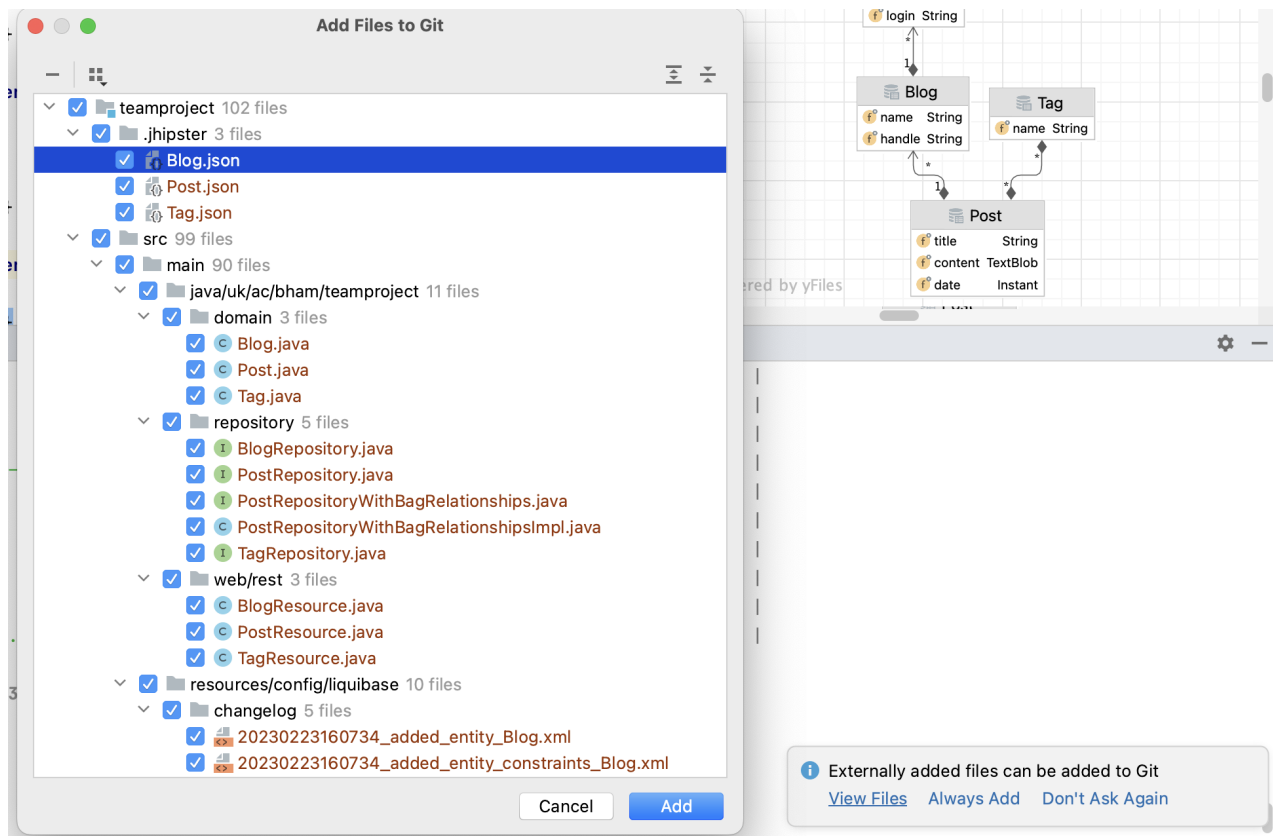 Add Files to Git
teamproject 102 files
.jhipster 3 files
Blog.json
Post.json
Tag.json
src 99 files
main 90 files
java/uk/ac/bham/teamproject 11 files
domain 3 files
Blog.java
Post.java
Tag.java
repository 5 files
BlogRepository.java
PostRepository.java
PostRepositoryWithBagRelationships.java
PostRepositoryWithBagRelationshipsImpl.java
TagRepository.java
web/rest 3 files
BlogResource.java
PostResource.java
TagResource.java
resources/config/liquibase 10 files
changelog 5 files
20230223160734_added_entity_Blog.xml
20230223160734_added_entity_constraints_Blog.xml
Cancel Add
login String
*
1
Blog
name String
handle String
Tag
name String
*
1
*
*
Post
title String
content TextBlob
date Instant
yFiles
Externally added files can be added to Git
View Files Always Add Don't Ask Again